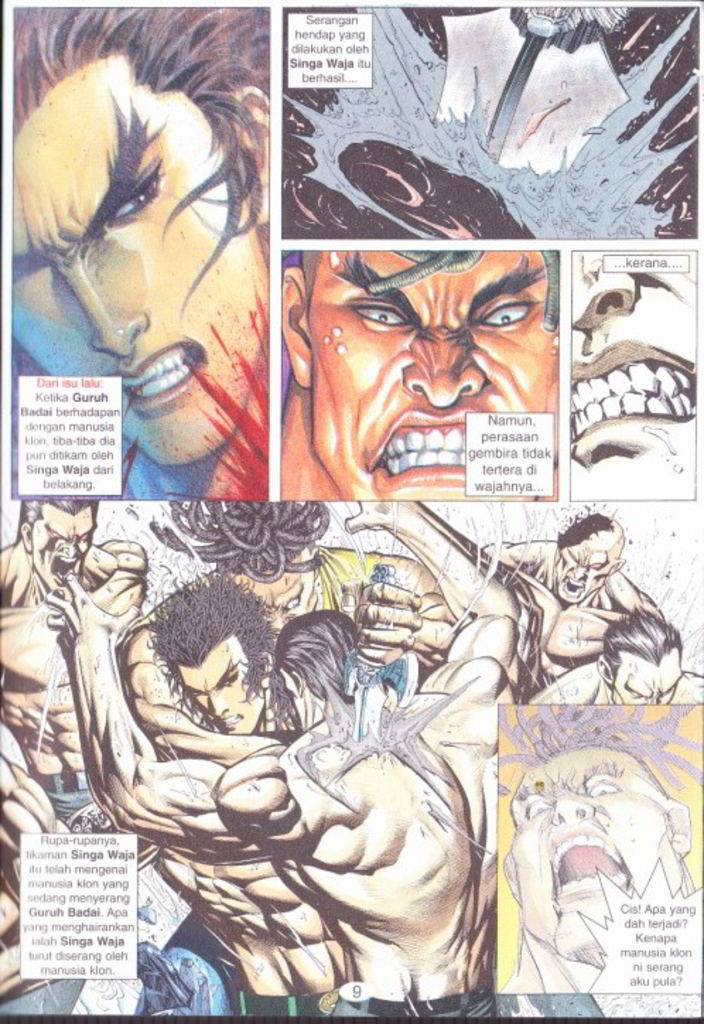 Dari isu lalu:
Ketika Guruh
Badai berhadapan
dengan manusia
klon, tiba-tiba dia
pun ditikam oleh
Singa Waja dari
belakang.
Serangan
hendap yang
dilakukan oleh
Singa Waja itu
berhasil....
Namun,
perasaan
gembira tidak
tertera di
wajahnya...
...kerana....
Rupa-rupanya,
tikaman Singa Waja
itu telah mengenai
manusia klon yang
sedang menyerang
Guruh Badai. Apa
yang menghairankan
ialah Singa Waja
turut diserang oleh
manusia klon.
Cis! Apa yang
dah terjadi?
Kenapa
manusia klon
ni serang
aku pula?
9